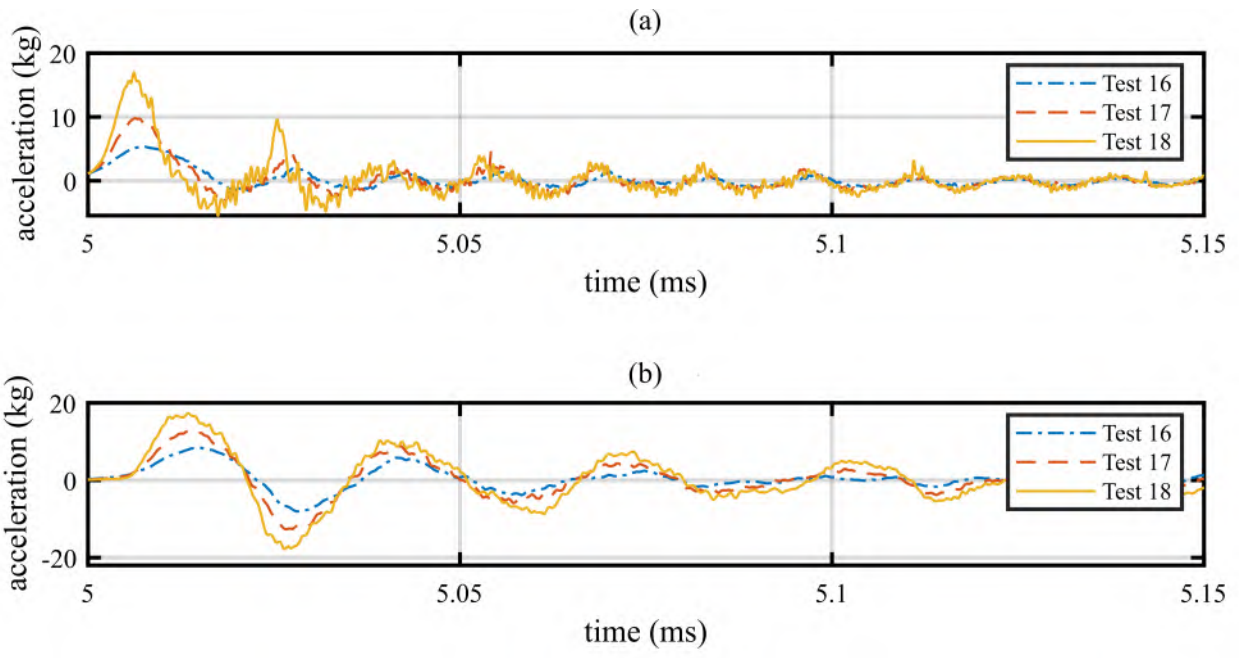 (a)
acceleration (kg)
20
10
0
Test 16
Test 17
Test 18
5
5.05
5.1
5.15
time (ms)
(b)
acceleration (kg)
20
0
-20
Test 16
Test 17
Test 18
5
5.05
5.1
5.15
time (ms)